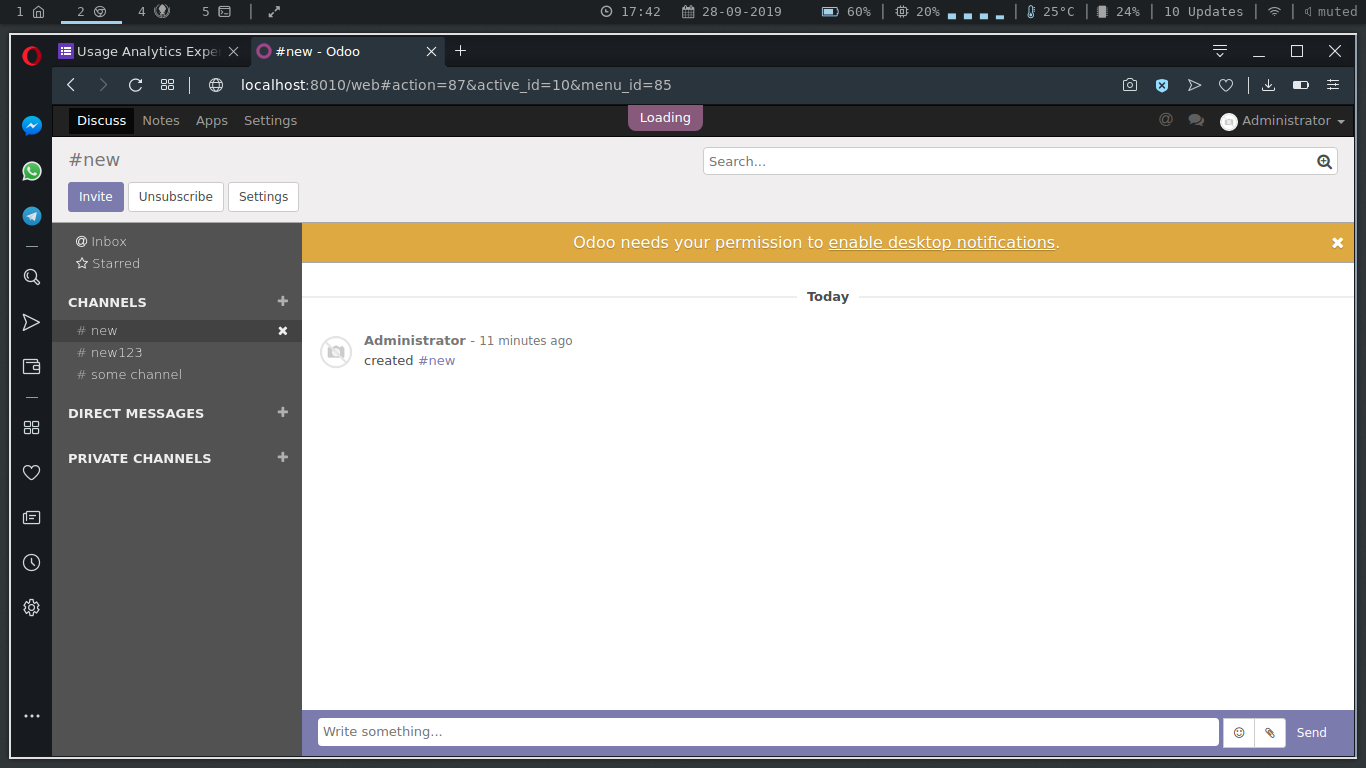 1 2 4 5 17:42 28-09-2019 60% 20% 25°C 24% 10 Updates muted
Usage Analytics Expe #new - Odoo
localhost:8010/web#action=87&active_id=10&menu_id=85
Discuss Notes Apps Settings Loading @ Administrator
#new Search...
Invite Unsubscribe Settings
Inbox
Odoo needs your permission to enable desktop notifications.
Starred
CHANNELS
Today
# new
# new123
# some channel
Administrator - 11 minutes ago
created #new
DIRECT MESSAGES
PRIVATE CHANNELS
Write something... Send